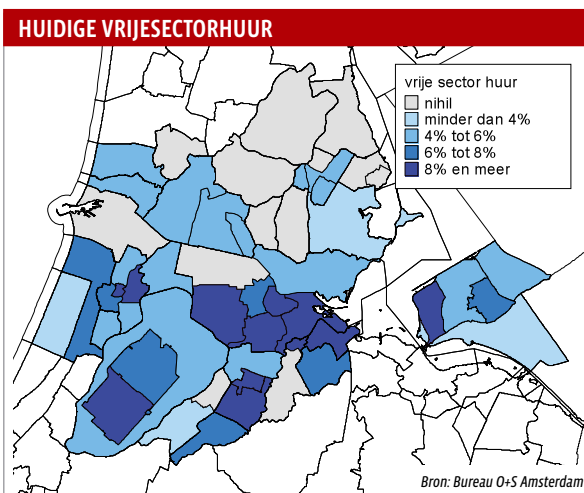 HUIDIGE VRIJESECTORHUUR
vrije sector huur
nihil
minder dan 4%
4% tot 6%
6% tot 8%
8% en meer
Bron: Bureau O+S Amsterdam